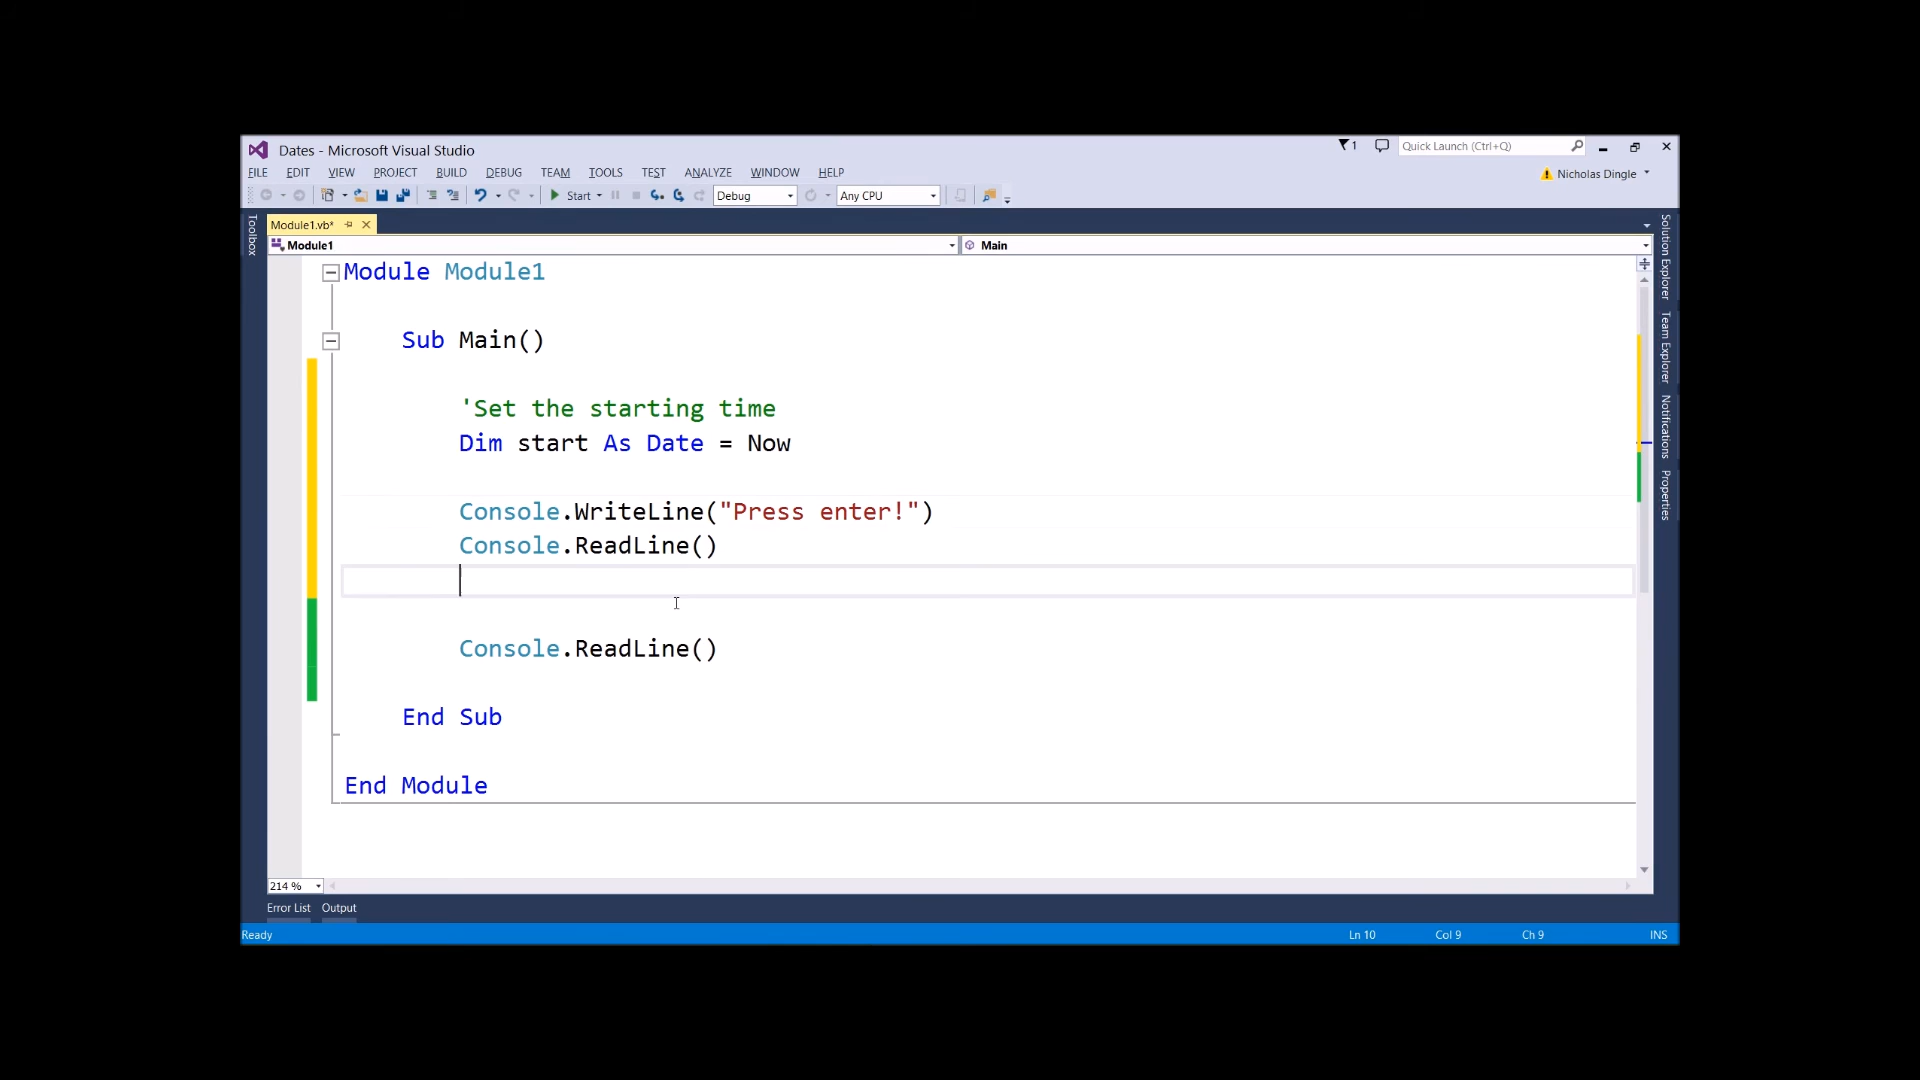 Dates - Microsoft Visual Studio
1
Quick Launch (Ctrl+Q)
FILE EDIT VIEW PROJECT BUILD DEBUG TEAM TOOLS TEST ANALYZE WINDOW HELP
Nicholas Dingle
Start Debug Any CPU
Toolbox
Module1.vb*
Module1 Main
Module Module1
Sub Main()
'Set the starting time
Dim start As Date = Now
Console.WriteLine("Press enter!")
Console.ReadLine()
Console.ReadLine()
End Sub
End Module
Solution Explorer
Team Explorer
Notifications
Properties
214 %
Error List Output
Ready Ln 10 Col 9 Ch 9 INS